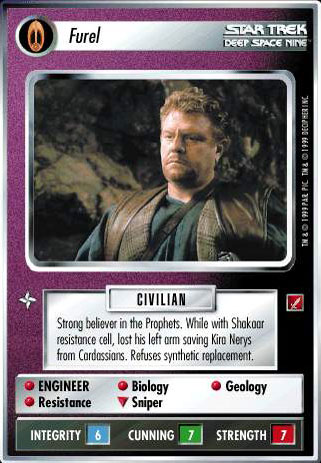 Furel
STAR TREK
DEEP SPACE NINE
TM & © 1999 PAR. PIC. TM & © 1999 DECIPHER INC.
CIVILIAN
Strong believer in the Prophets. While with Shakaar
resistance cell, lost his left arm saving Kira Nerys
from Cardassians. Refuses synthetic replacement.
ENGINEER Biology Geology
Resistance Sniper
INTEGRITY 6 CUNNING 7 STRENGTH 7